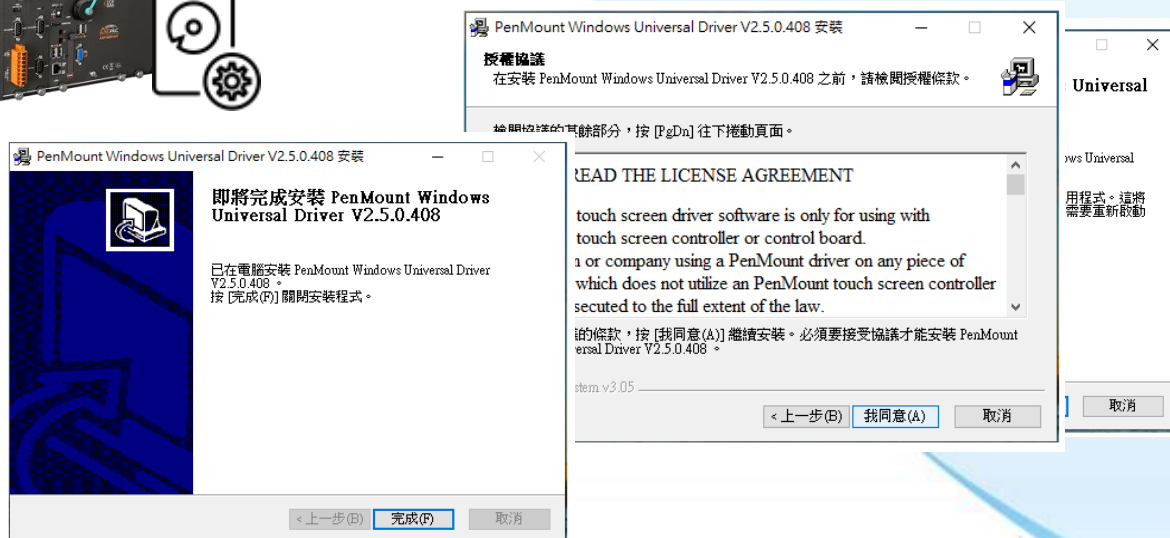 PenMount Windows Universal Driver V2.5.0.408 安裝
授權協議
在安裝 PenMount Windows Universal Driver V2.5.0.408 之前，請檢閱授權條款。
檢閱協議的其餘部分，按 [PgDn] 往下捲動頁面。
READ THE LICENSE AGREEMENT
touch screen driver software is only for using with
touch screen controller or control board.
or company using a PenMount driver on any piece of
which does not utilize an PenMount touch screen controller
secuted to the full extent of the law.
的條款，按 [我同意(A)] 繼續安裝。必須要接受協議才能安裝 PenMount
ersal Driver V2.5.0.408。
stem v3.05
<上一步(B)
我同意(A)
取消
Universal
ows Universal
用程式。這將
需要重新啟動
取消
PenMount Windows Universal Driver V2.5.0.408 安裝
即將完成安裝 PenMount Windows
Universal Driver V2.5.0.408
已在電腦安裝 PenMount Windows Universal Driver
V2.5.0.408。
按 [完成(F)] 關閉安裝程式。
<上一步(B)
完成(F)
取消